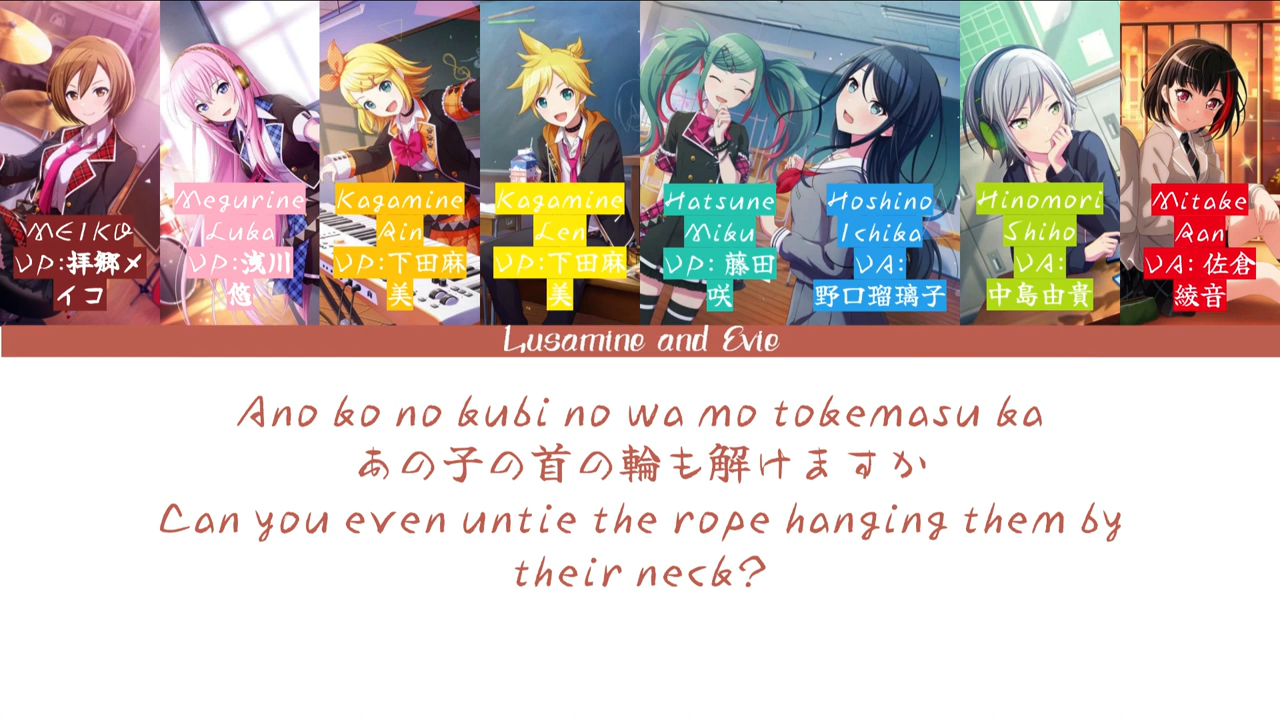 MEIKO
VP:拝郷メ
イコ
Megurine
Luka
VP:浅川
悠
Kagamine
Rin
VP:下田麻
美
Kagamine
Len
VP:下田麻
美
Hatsune
Miku
VP: 藤田
咲
Hoshino
Ichika
VA:
野口瑠璃子
Hinomori
Shiho
VA:
中島由貴
Mitake
Ran
VA: 佐倉
綾音
Lusamine and Evie
Ano ko no kubi no wa mo tokemasu ka
あの子の首の輪も解けますか
Can you even untie the rope hanging them by
their neck?